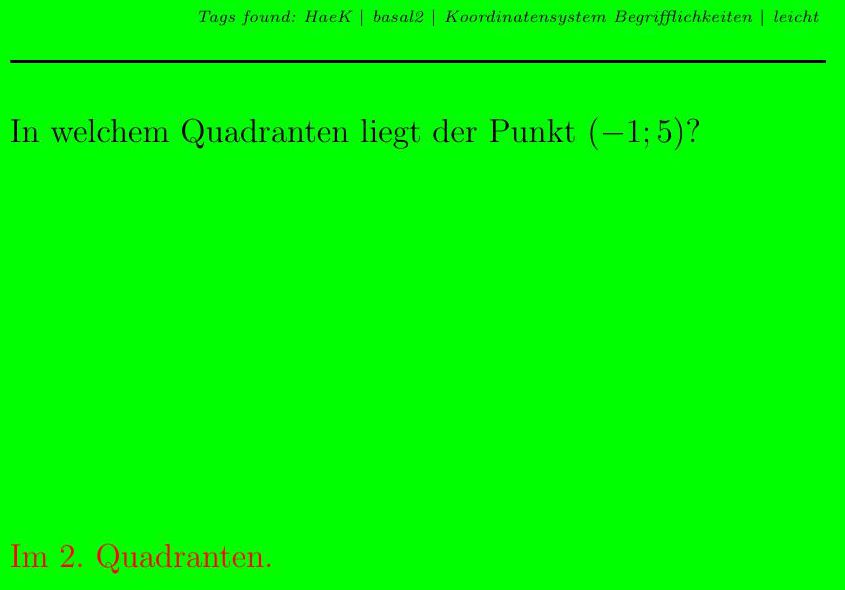 Tags found: HaeK | basal2 | Koordinatensystem Begrifflichkeiten | leicht
In welchem Quadranten liegt der Punkt (−1; 5)?
Im 2. Quadranten.